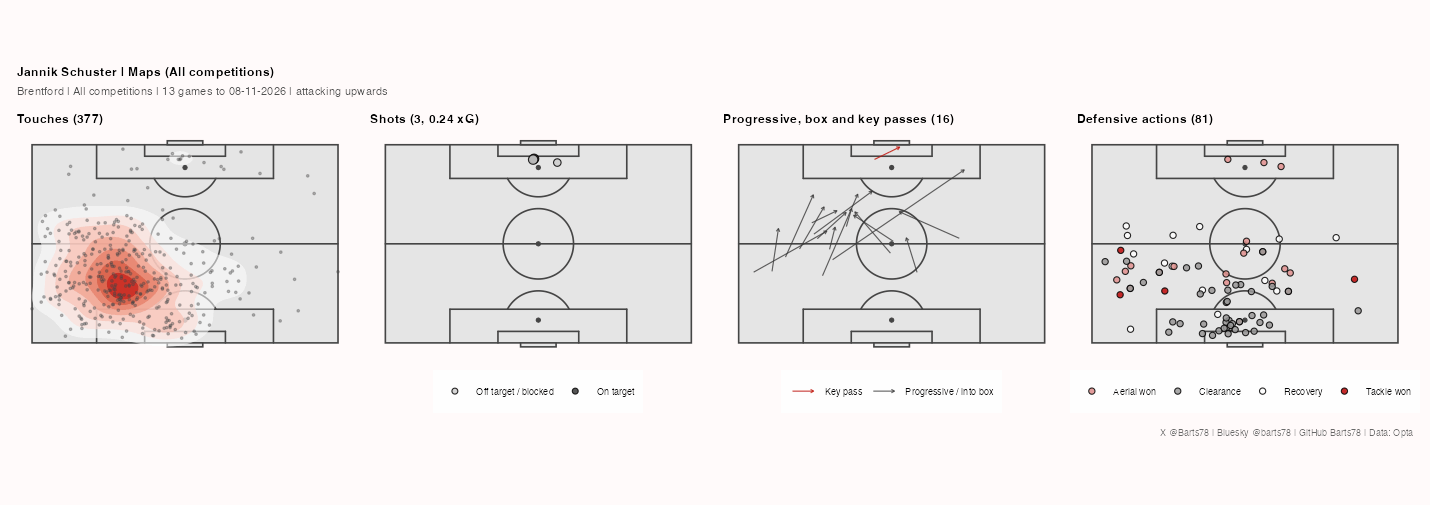 Jannik Schuster | Maps (All competitions)
Brentford | All competitions | 13 games to 08-11-2026 | attacking upwards
Touches (377)
Shots (3, 0.24 xG)
Progressive, box and key passes (16)
Defensive actions (81)
Off target / blocked
On target
Key pass
Progressive / into box
Aerial won
Clearance
Recovery
Tackle won
X @Barts78 | Bluesky @barts78 | GitHub Barts78 | Data: Opta